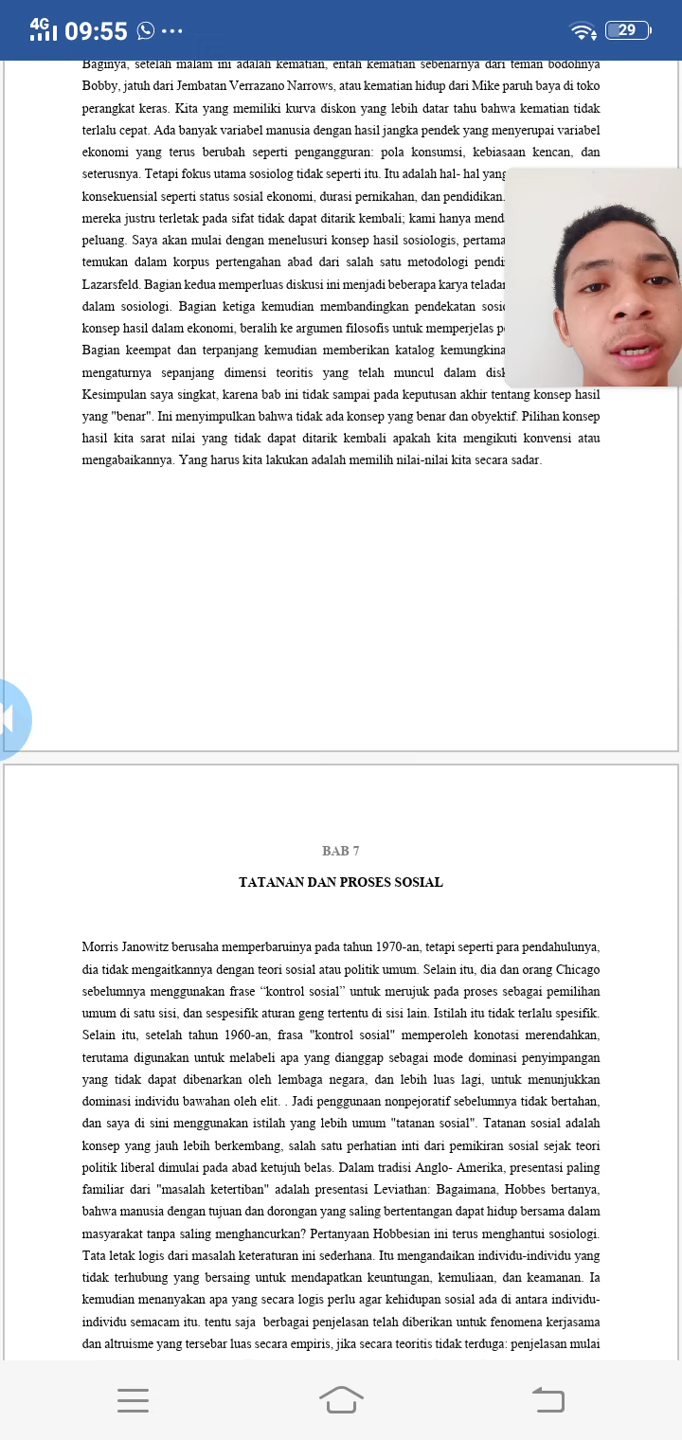 4G 09:55 29
Baginya, setelah malam ini adalah kematian, entah kematian sebenarnya dari teman bodohnya
Bobby, jatuh dari Jembatan Verrazano Narrows, atau kematian hidup dari Mike paruh baya di toko
perangkat keras. Kita yang memiliki kurva diskon yang lebih datar tahu bahwa kematian tidak
terlalu cepat. Ada banyak variabel manusia dengan hasil jangka pendek yang menyerupai variabel
ekonomi yang terus berubah seperti pengangguran: pola konsumsi, kebiasaan kencan, dan
seterusnya. Tetapi fokus utama sosiolog tidak seperti itu. Itu adalah hal- hal yang
konsekuensial seperti status sosial ekonomi, durasi pernikahan, dan pendidikan.
mereka justru terletak pada sifat tidak dapat ditarik kembali; kami hanya
peluang. Saya akan mulai dengan menelusuri konsep hasil sosiologis, pertama
temukan dalam korpus pertengahan abad dari salah satu metodologi
Lazarsfeld. Bagian kedua memperluas diskusi ini menjadi beberapa karya
dalam sosiologi. Bagian ketiga kemudian membandingkan pendekatan
konsep hasil dalam ekonomi, beralih ke argumen filosofis untuk memperjelas
Bagian keempat dan terpanjang kemudian memberikan katalog
mengaturnya sepanjang dimensi teoritis yang telah muncul dalam
Kesimpulan saya singkat, karena bab ini tidak sampai pada keputusan akhir tentang konsep hasil
yang "benar". Ini menyimpulkan bahwa tidak ada konsep yang benar dan obyektif. Pilihan konsep
hasil kita sarat nilai yang tidak dapat ditarik kembali apakah kita mengikuti konvensi atau
mengabaikannya. Yang harus kita lakukan adalah memilih nilai-nilai kita secara sadar.
BAB 7
TATANAN DAN PROSES SOSIAL
Morris Janowitz berusaha memperbaruinya pada tahun 1970-an, tetapi seperti para pendahulunya,
dia tidak mengaitkannya dengan teori sosial atau politik umum. Selain itu, dia dan orang Chicago
sebelumnya menggunakan frase “kontrol sosial” untuk merujuk pada proses sebagai pemilihan
umum di satu sisi, dan sespesifik aturan geng tertentu di sisi lain. Istilah itu tidak terlalu spesifik.
Selain itu, setelah tahun 1960-an, frasa "kontrol sosial" memperoleh konotasi merendahkan,
terutama digunakan untuk melabeli apa yang dianggap sebagai mode dominasi penyimpangan
yang tidak dapat dibenarkan oleh lembaga negara, dan lebih luas lagi, untuk menunjukkan
dominasi individu bawahan oleh elit. . Jadi penggunaan nonpejoratif sebelumnya tidak bertahan,
dan saya di sini menggunakan istilah yang lebih umum "tatanan sosial". Tatanan sosial adalah
konsep yang jauh lebih berkembang, salah satu perhatian inti dari pemikiran sosial sejak teori
politik liberal dimulai pada abad ketujuh belas. Dalam tradisi Anglo- Amerika, presentasi paling
familiar dari "masalah ketertiban" adalah presentasi Leviathan: Bagaimana, Hobbes bertanya,
bahwa manusia dengan tujuan dan dorongan yang saling bertentangan dapat hidup bersama dalam
masyarakat tanpa saling menghancurkan? Pertanyaan Hobbesian ini terus menghantui sosiologi.
Tata letak logis dari masalah keteraturan ini sederhana. Itu mengandaikan individu-individu yang
tidak terhubung yang bersaing untuk mendapatkan keuntungan, kemuliaan, dan keamanan. Ia
kemudian menanyakan apa yang secara logis perlu agar kehidupan sosial ada di antara individu-
individu semacam itu. tentu saja berbagai penjelasan telah diberikan untuk fenomena kerjasama
dan altruisme yang tersebar luas secara empiris, jika secara teoritis tidak terduga: penjelasan mulai